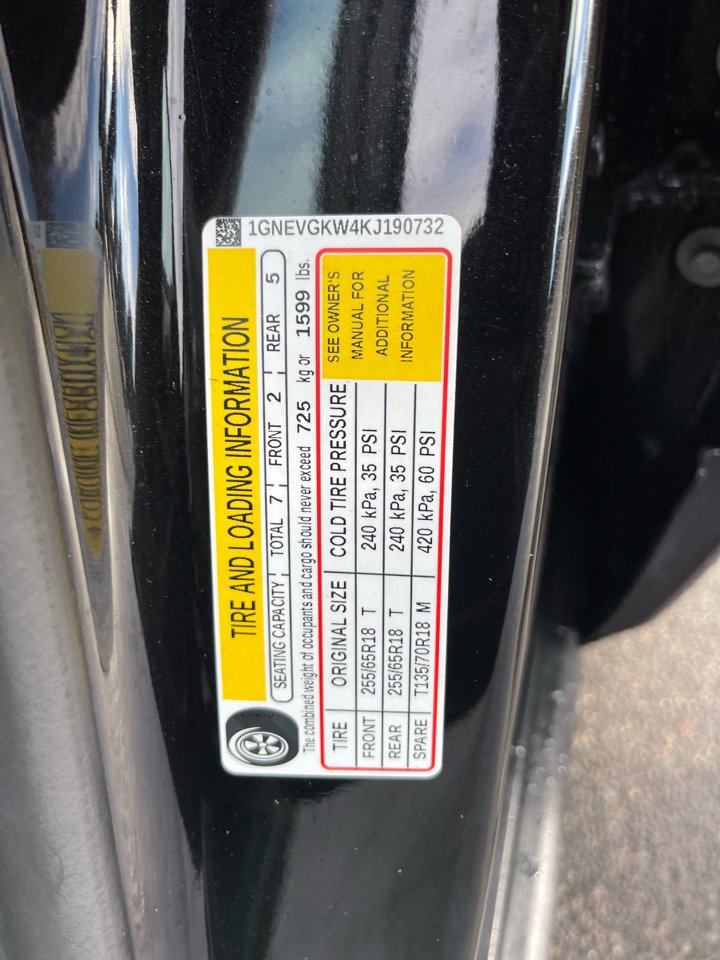 1GNEVGKW4KJ190732
TIRE AND LOADING INFORMATION
SEATING CAPACITY TOTAL 7 FRONT 2 REAR 5
The combined weight of occupants and cargo should never exceed 725 kg or 1599 lbs.
TIRE ORIGINAL SIZE COLD TIRE PRESSURE
FRONT 255/65R18 T 240 kPa, 35 PSI
REAR 255/65R18 T 240 kPa, 35 PSI
SPARE T135/70R18 M 420 kPa, 60 PSI
SEE OWNER'S
MANUAL FOR
ADDITIONAL
INFORMATION